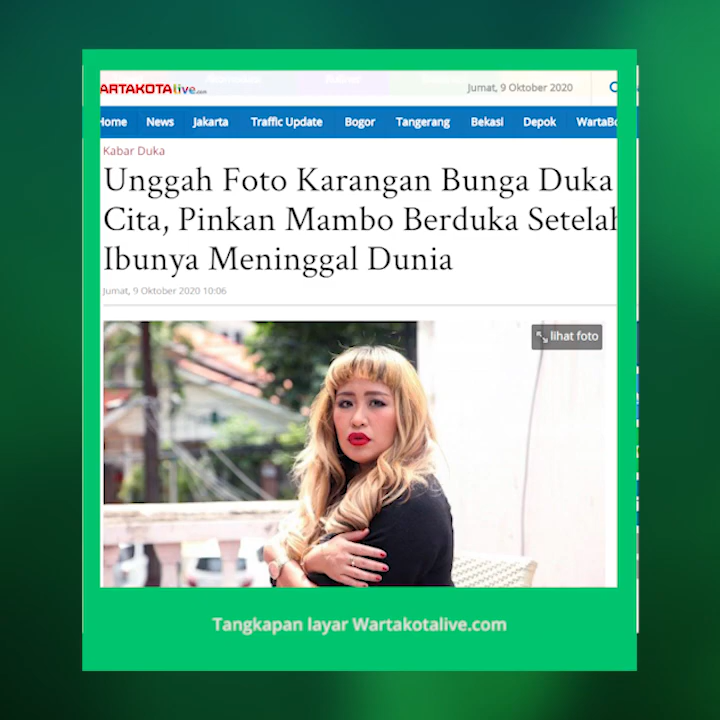 ARTAKOTAlive.com
Jumat, 9 Oktober 2020
Home News Jakarta Traffic Update Bogor Tangerang Bekasi Depok WartaBo
Kabar Duka
Unggah Foto Karangan Bunga Duka
Cita, Pinkan Mambo Berduka Setelah
Ibunya Meninggal Dunia
Jumat, 9 Oktober 2020 10:06
lihat foto
Tangkapan layar Wartakotalive.com